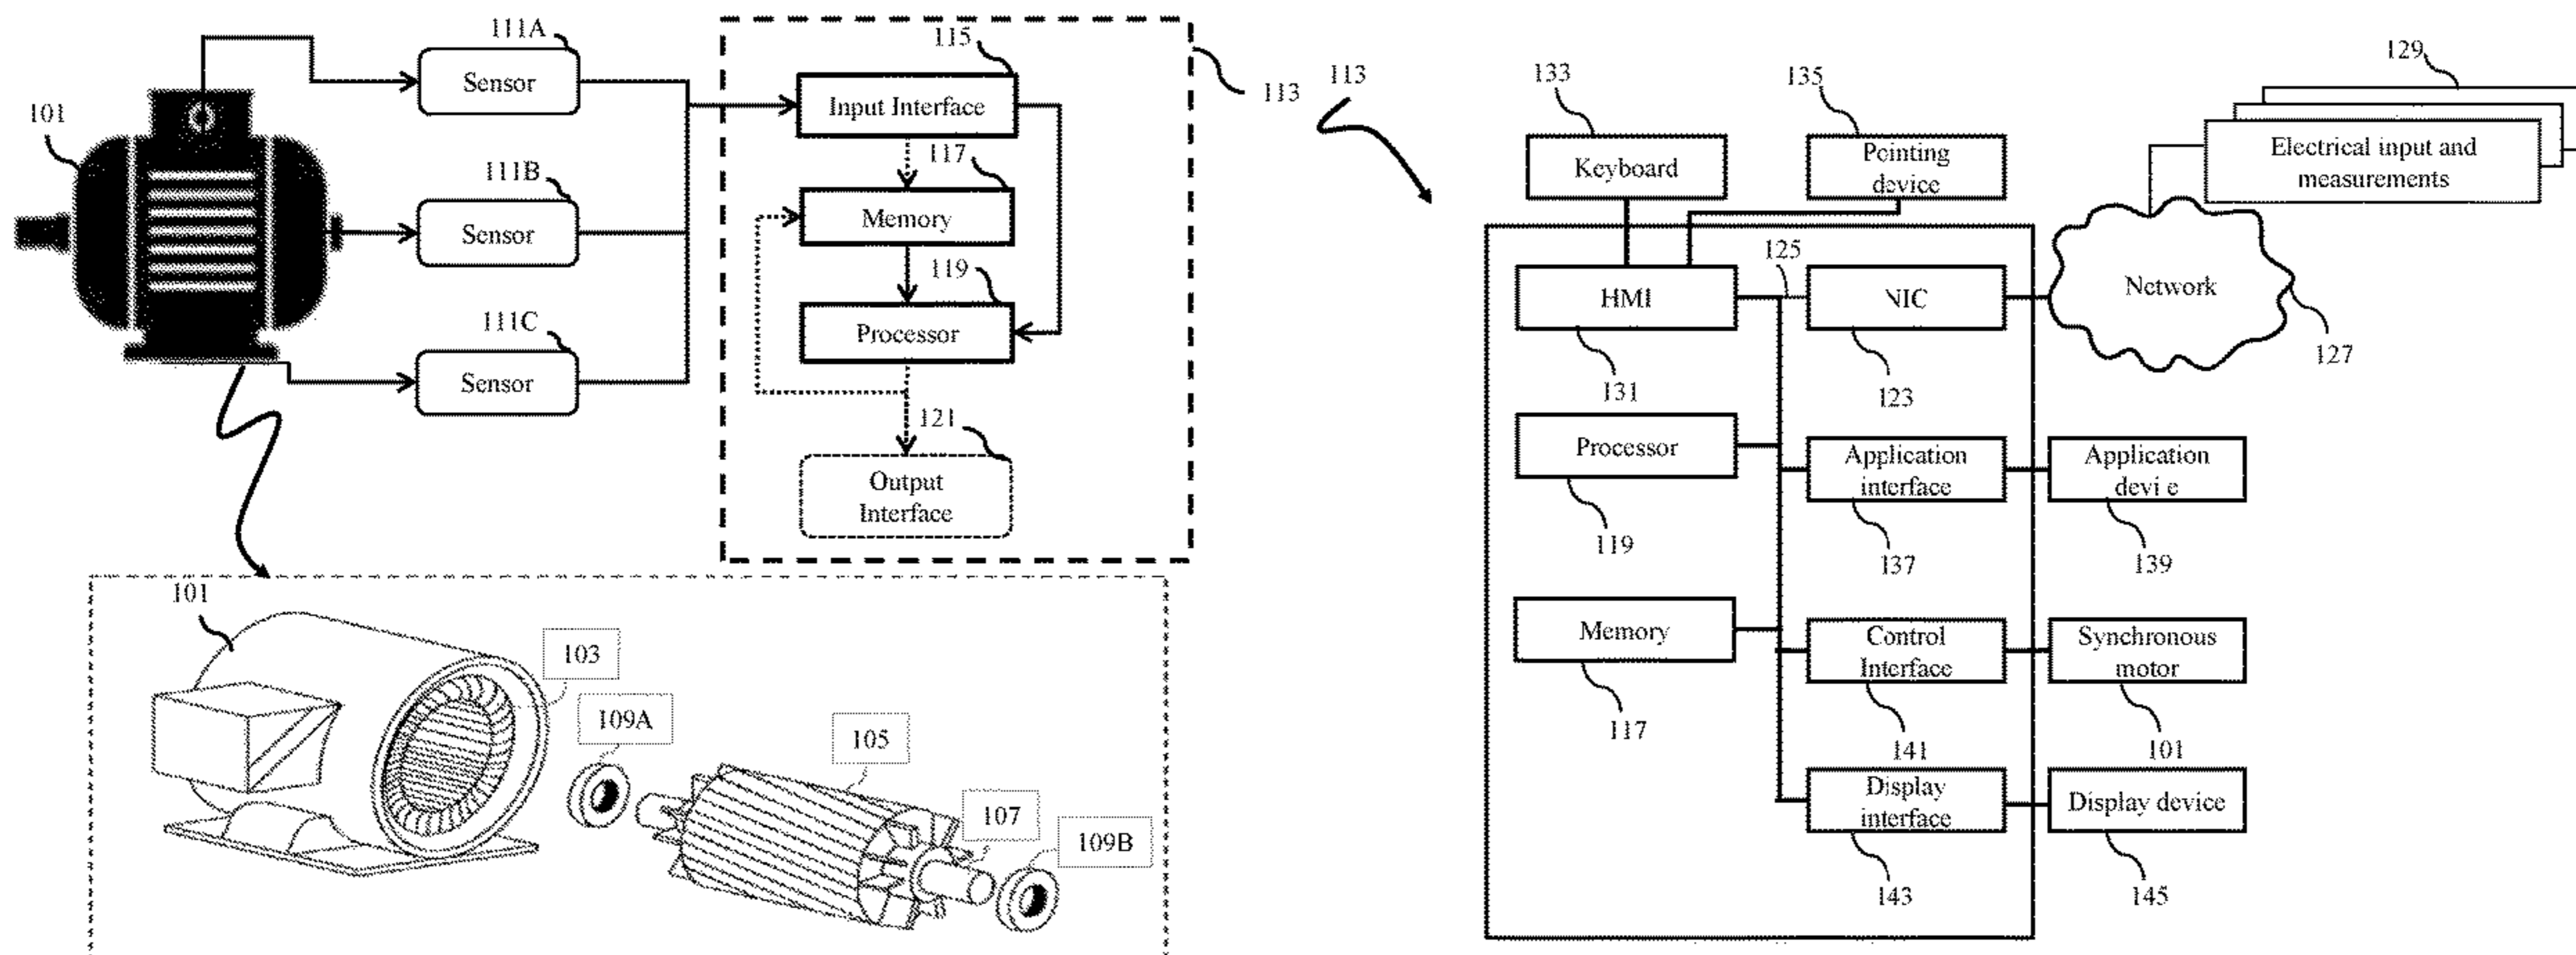 111A
Sensor
101
111B
Sensor
111C
Sensor
115
Input Interface
117
Memory
119
Processor
121
Output
Interface
113
101
103
109A
105
107
109B
113
133
Keyboard
135
Pointing
device
129
Electrical input and
measurements
125
HMI
131
NIC
123
Network
127
Processor
119
Application
interface
137
Application
devi e
139
Memory
117
Control
Interface
141
Synchronous
motor
101
Display
interface
143
Display device
145